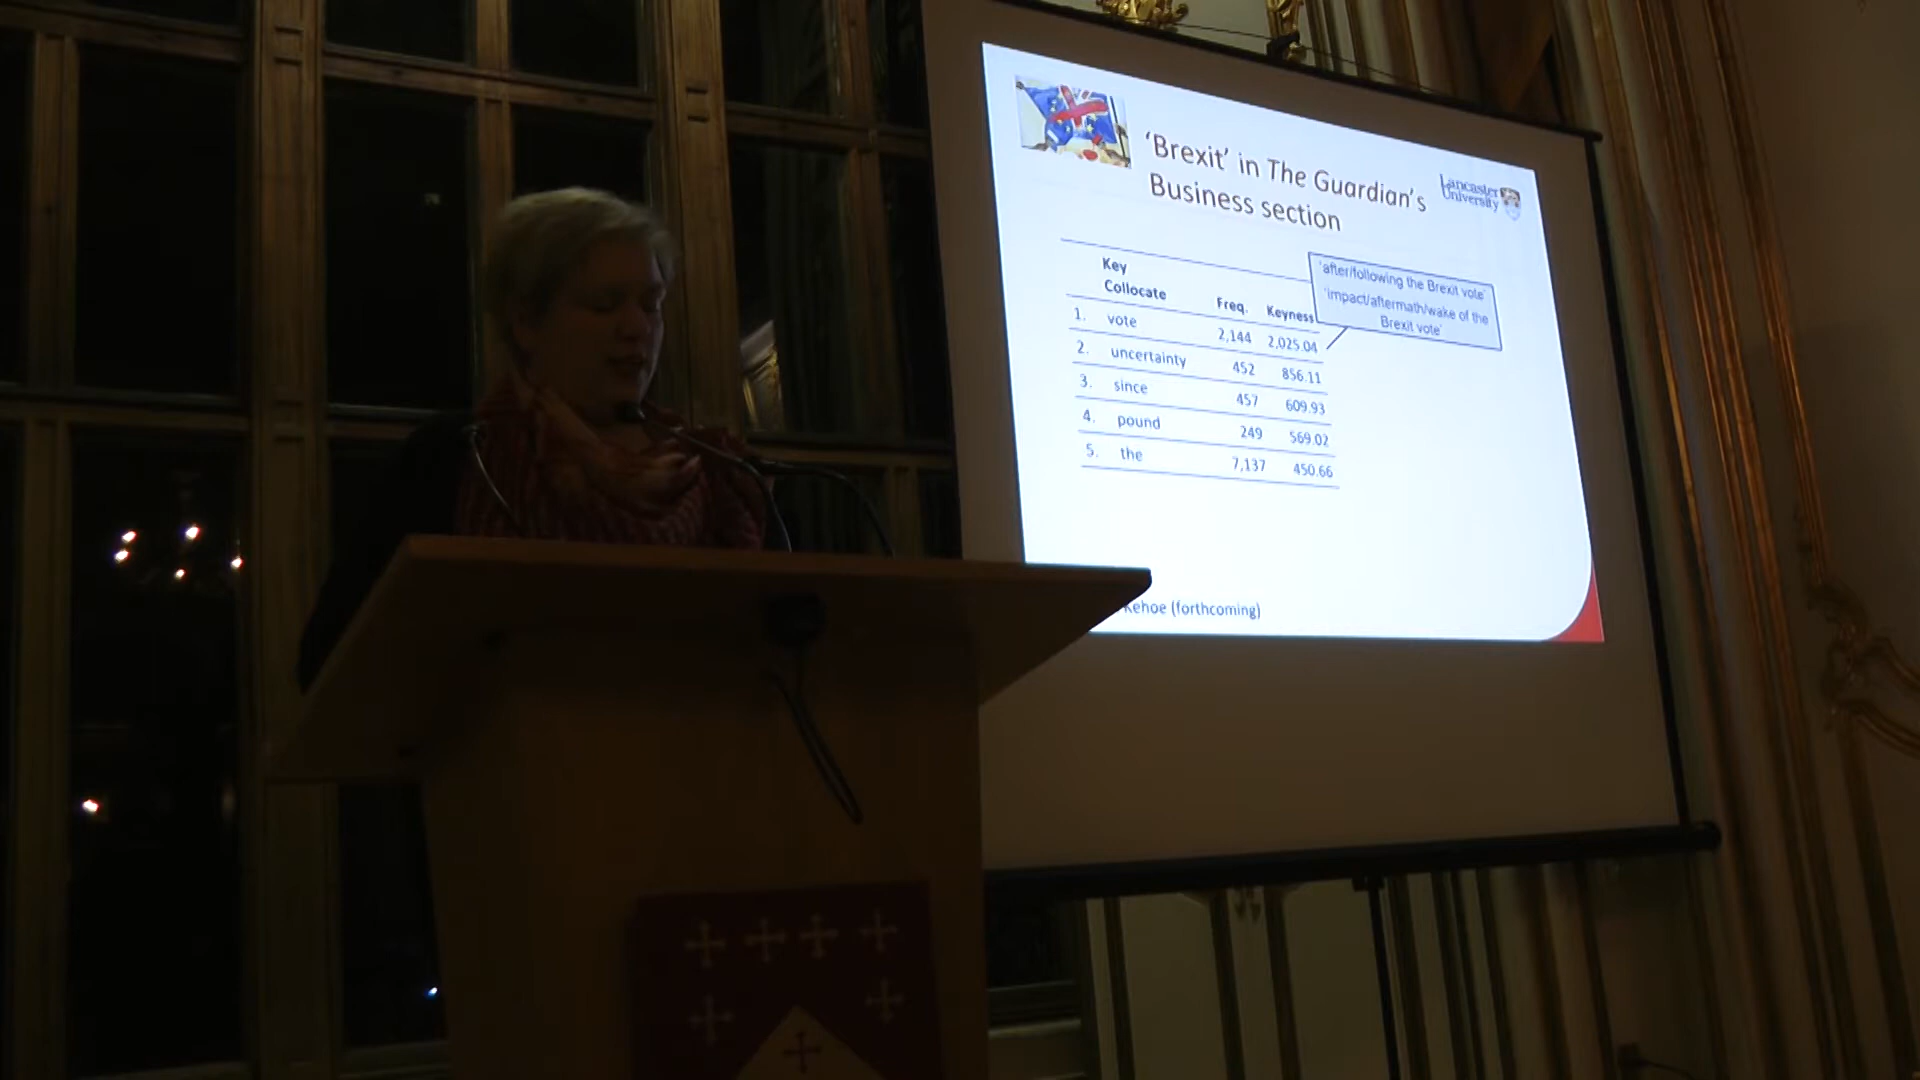 'Brexit' in The Guardian's
Business section
Lancaster
University
Key
Collocate Freq. Keyness
1. vote 2,144 2,025.04
2. uncertainty 452 856.11
3. since 457 609.93
4. pound 249 569.02
5. the 7,137 450.66
'after/following the Brexit vote'
'impact/aftermath/wake of the
Brexit vote'
Kehoe (forthcoming)